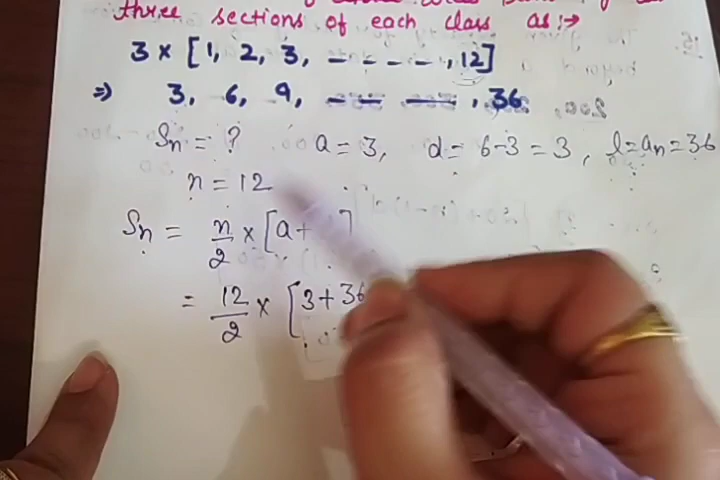 three sections of each class as:→
3 × [1, 2, 3, – – – – , 12]
⇒ 3, 6, 9, – – — , 36
Sn = ? a = 3, d = 6-3 = 3, l = an = 36
n = 12
Sn = n/2 × [a+ ]
= 12/2 × [3+36